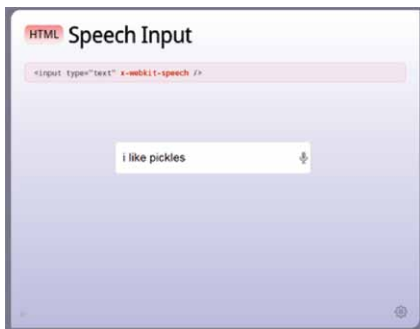 HTML Speech Input
<input type="text" x-webkit-speech />
i like pickles